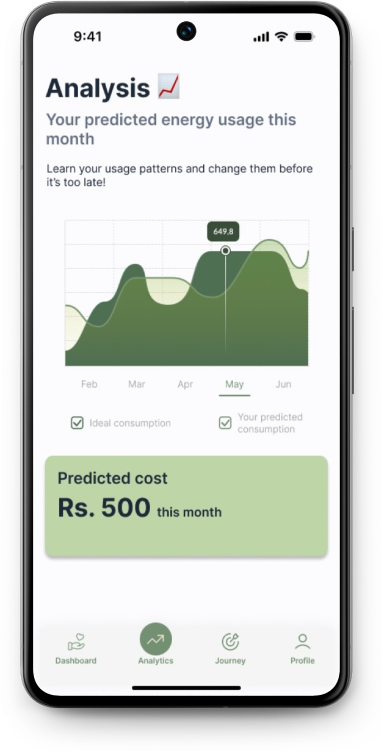 9:41
Analysis 📈
Your predicted energy usage this
month
Learn your usage patterns and change them before
it's too late!
649,8
Feb Mar Apr May Jun
Ideal consumption
Your predicted
consumption
Predicted cost
Rs. 500 this month
Dashboard Analytics Journey Profile